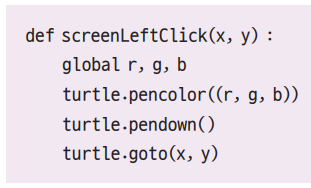 def screenLeftClick(x, y) :
    global r, g, b
    turtle.pencolor((r, g, b))
    turtle.pendown()
    turtle.goto(x, y)